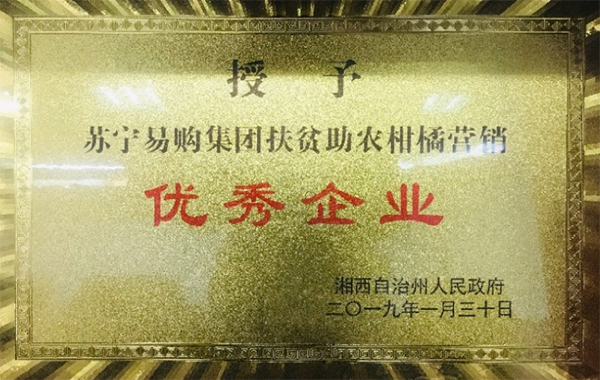 授 予
苏宁易购集团扶贫助农柑橘营销
优秀企业
湘西自治州人民政府
二〇一九年一月三十日